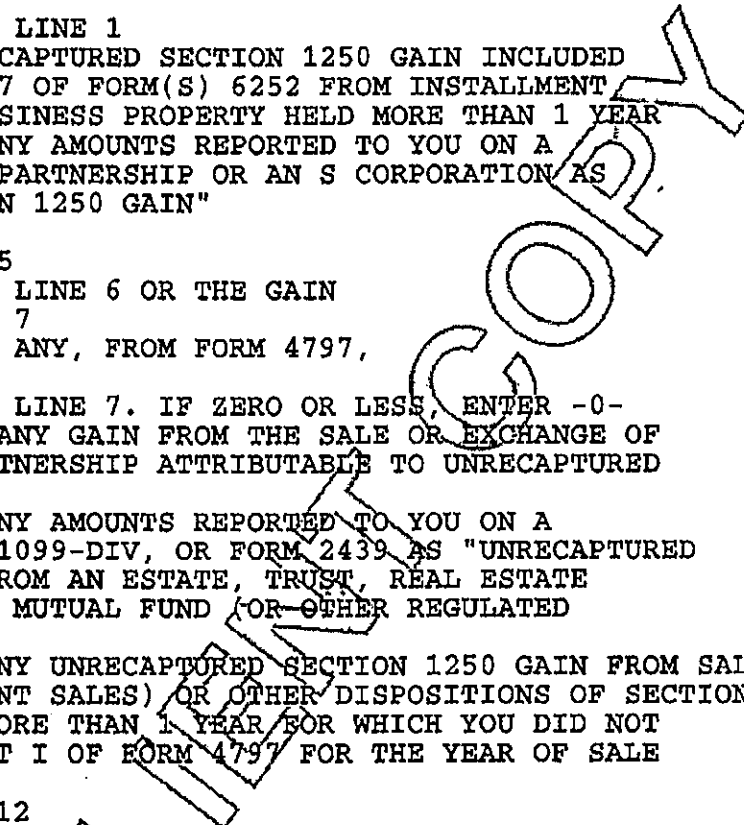 LINE 1
CAPTURED SECTION 1250 GAIN INCLUDED
7 OF FORM(S) 6252 FROM INSTALLMENT
SINESS PROPERTY HELD MORE THAN 1 YEAR
NY AMOUNTS REPORTED TO YOU ON A
PARTNERSHIP OR AN S CORPORATION AS
N 1250 GAIN"
5
LINE 6 OR THE GAIN
7
ANY, FROM FORM 4797,
LINE 7. IF ZERO OR LESS, ENTER -0-
ANY GAIN FROM THE SALE OR EXCHANGE OF
TNERSHIP ATTRIBUTABLE TO UNRECAPTURED
NY AMOUNTS REPORTED TO YOU ON A
1099-DIV, OR FORM 2439 AS "UNRECAPTURED
ROM AN ESTATE, TRUST, REAL ESTATE
MUTUAL FUND (OR OTHER REGULATED
NY UNRECAPTURED SECTION 1250 GAIN FROM SAL
NT SALES) OR OTHER DISPOSITIONS OF SECTION
ORE THAN 1 YEAR FOR WHICH YOU DID NOT
T I OF FORM 4797 FOR THE YEAR OF SALE
12
IENT COPY